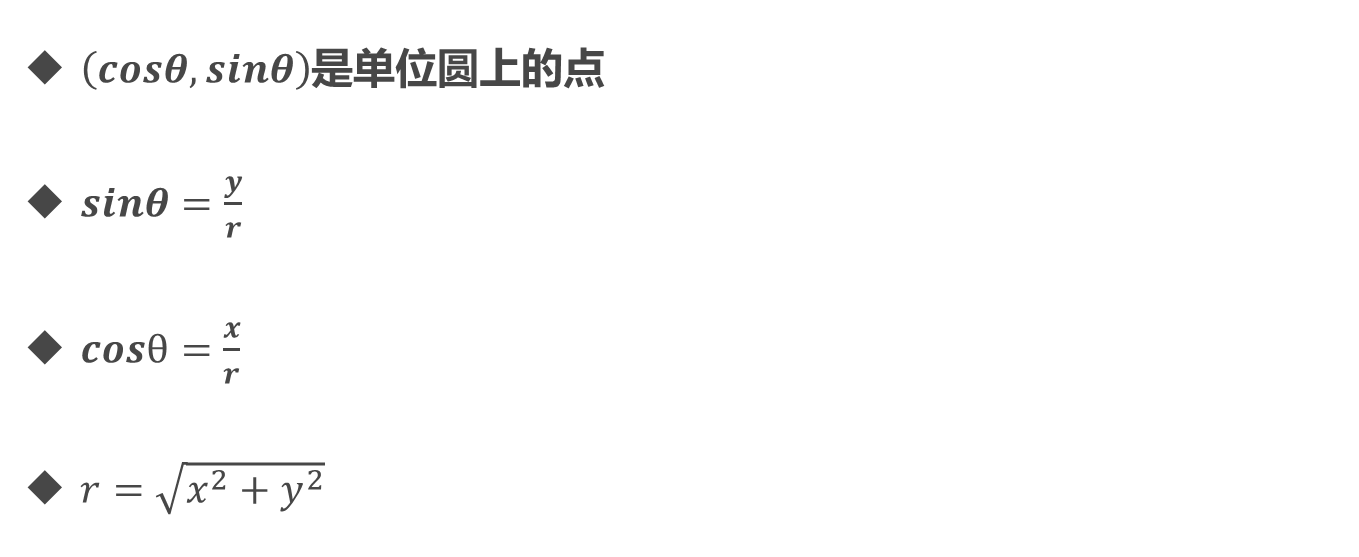 ◆ (cosθ, sinθ)是单位圆上的点
◆ sinθ = y/r
◆ cosθ = x/r
◆ r = √(x² + y²)